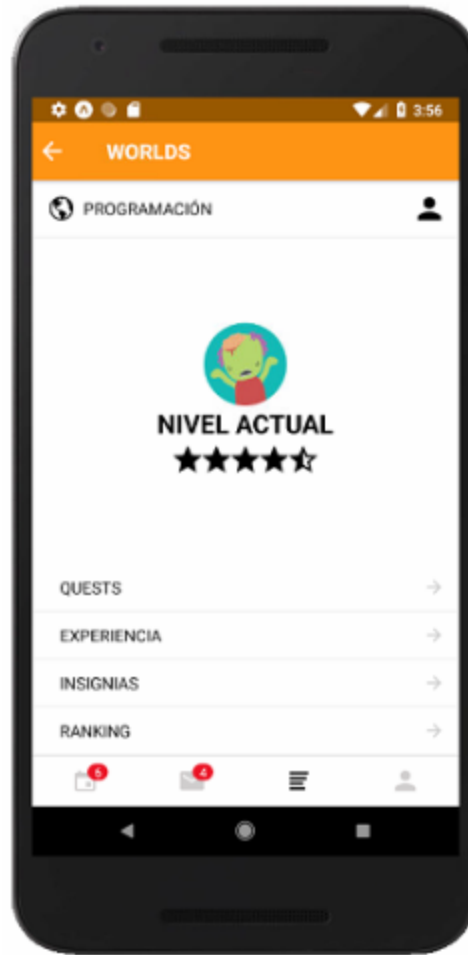 3:56
WORLDS
PROGRAMACIÓN
NIVEL ACTUAL
QUESTS
EXPERIENCIA
INSIGNIAS
RANKING
6
4